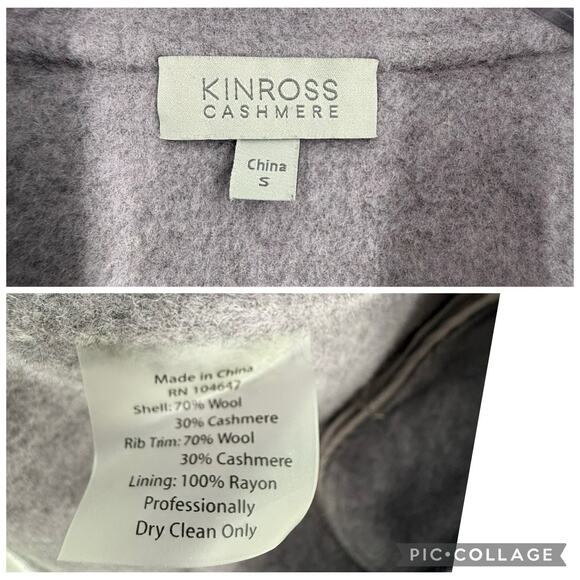 KINROSS
CASHMERE
China
S
Made in China
RN 104647
Shell: 70% Wool
30% Cashmere
Rib Trim: 70% Wool
30% Cashmere
Lining: 100% Rayon
Professionally
Dry Clean Only
PIC•COLLAGE